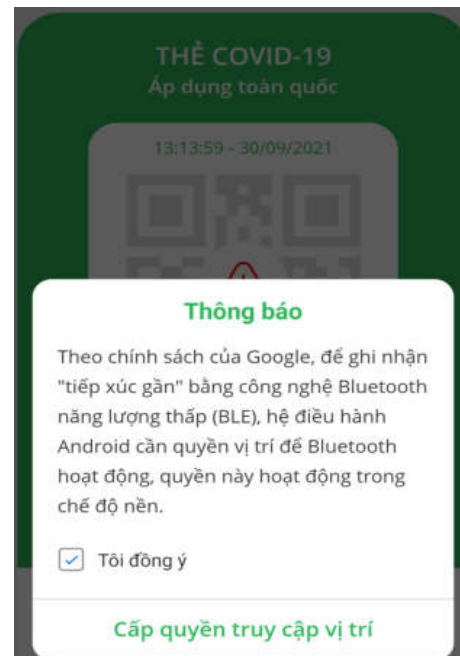 THẺ COVID-19
Áp dụng toàn quốc
13:13:59 - 30/09/2021
Thông báo
Theo chính sách của Google, để ghi nhận
"tiếp xúc gần" bằng công nghệ Bluetooth
năng lượng thấp (BLE), hệ điều hành
Android cần quyền vị trí để Bluetooth
hoạt động, quyền này hoạt động trong
chế độ nền.
Tôi đồng ý
Cấp quyền truy cập vị trí